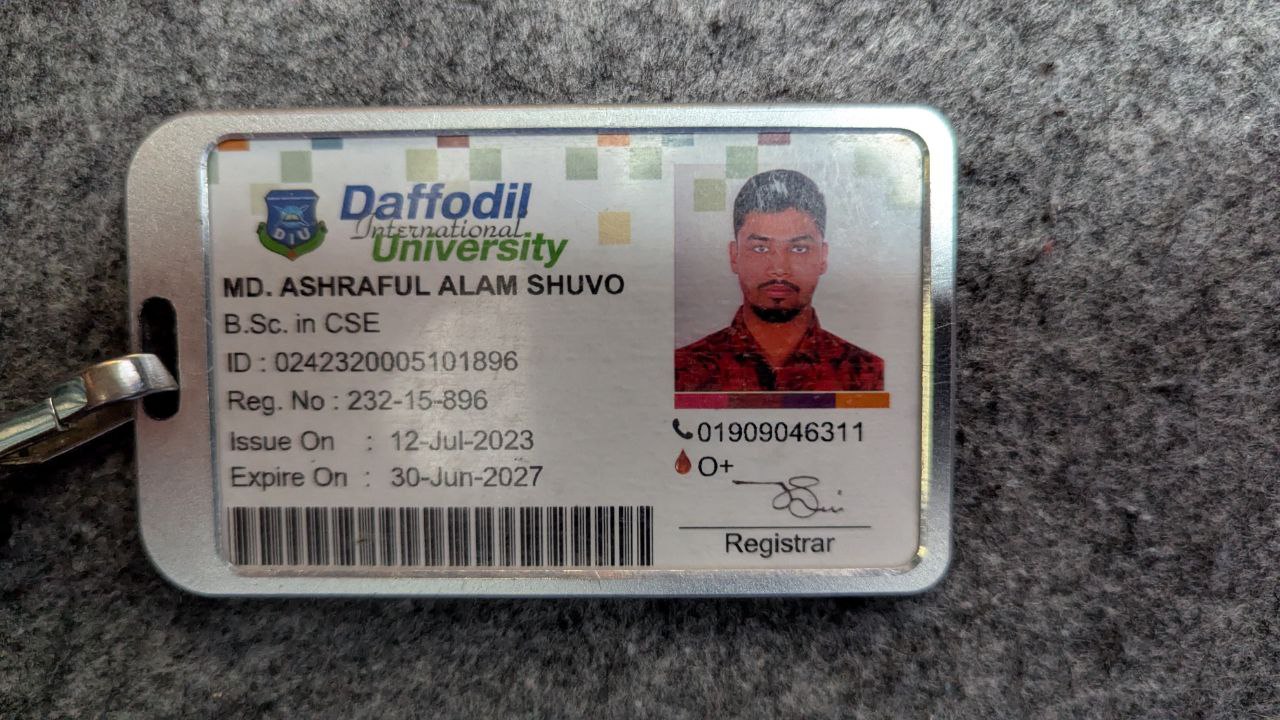 DIU
Daffodil
International
University
MD. ASHRAFUL ALAM SHUVO
B.Sc. in CSE
ID : 0242320005101896
Reg. No : 232-15-896
Issue On : 12-Jul-2023
Expire On : 30-Jun-2027
01909046311
O+
Registrar